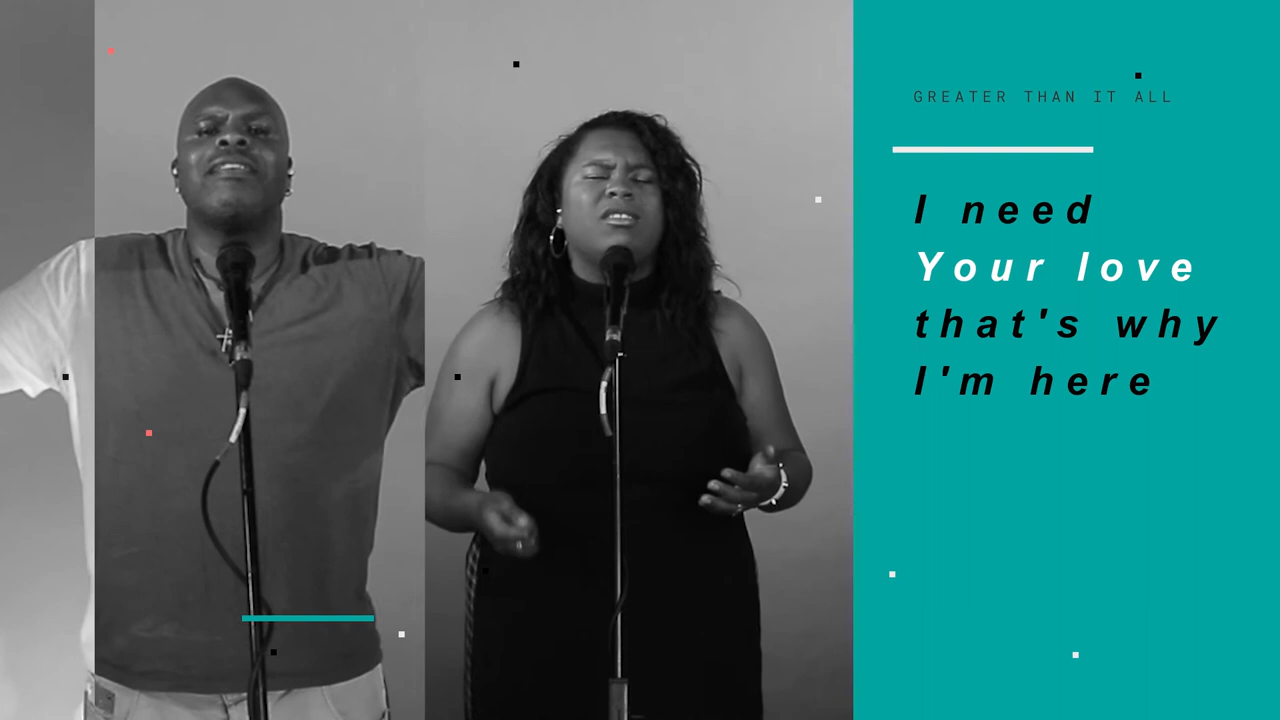 GREATER THAN IT ALL
I need
Your love
that's why
I'm here